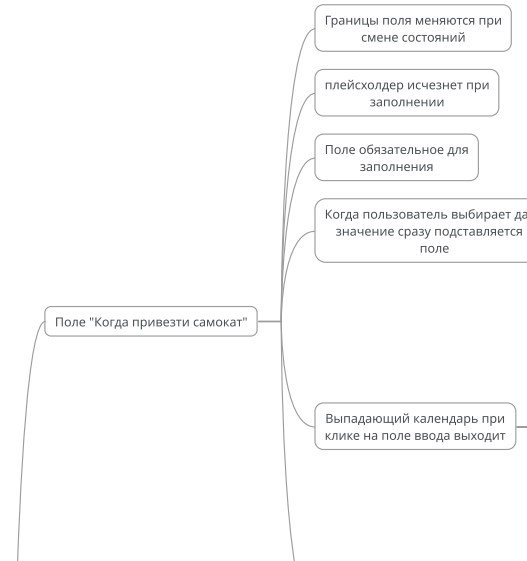 Границы поля меняются при
смене состояний
плейсхолдер исчезнет при
заполнении
Поле обязательное для
заполнения
Когда пользователь выбирает
значение сразу подставляется
поле
Поле "Когда привезти самокат"
Выпадающий календарь при
клике на поле ввода выходит